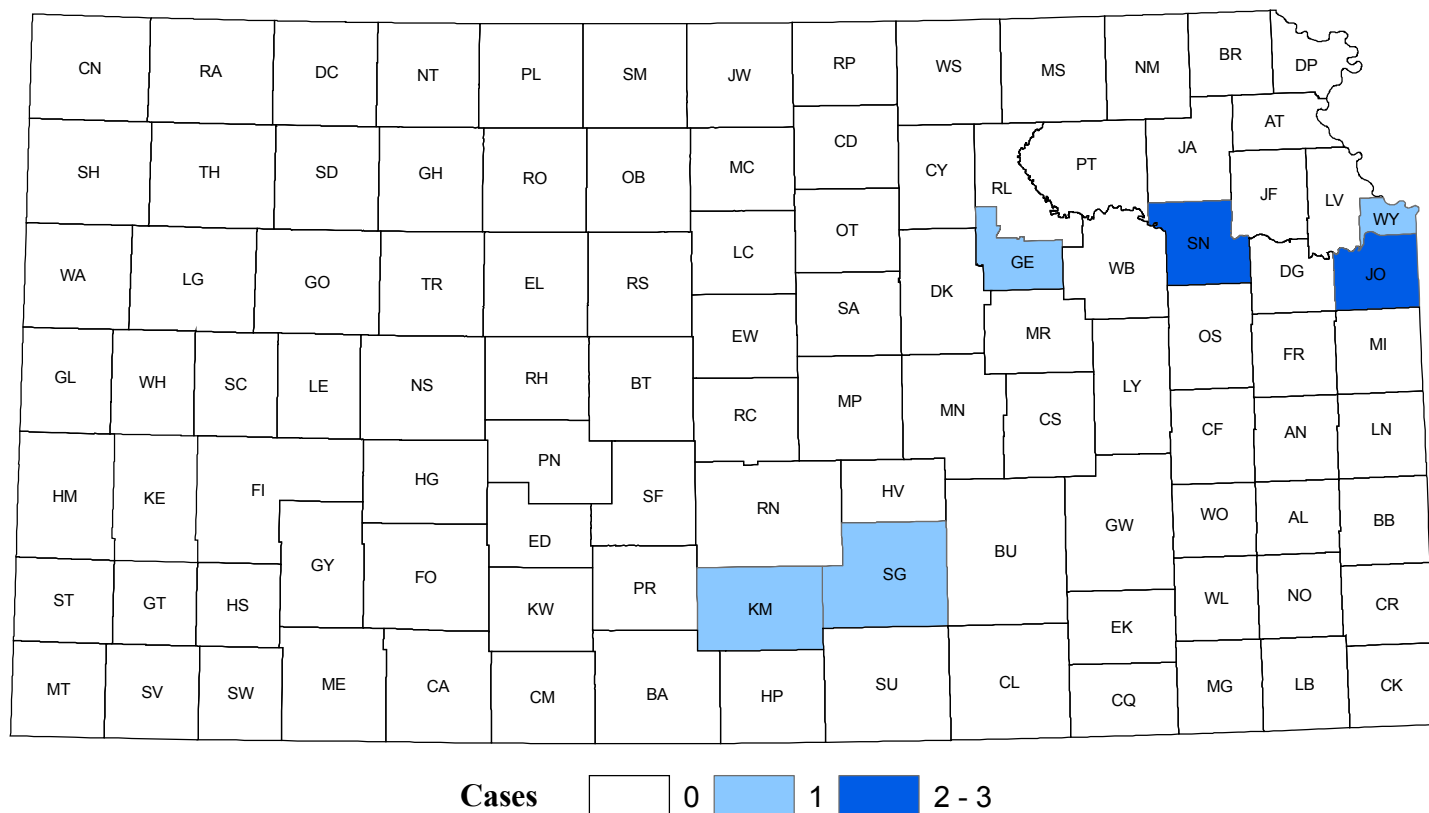 CN RA DC NT PL SM JW RP WS MS NM BR DP
SH TH SD GH RO OB MC CD CY RL PT JA AT JF LV WY
WA LG GO TR EL RS LC OT SA DK GE WB SN DG JO
GL WH SC LE NS RH BT EW RC MP MN MR CS LY OS FR MI
HM KE FI HG PN SF RN HV CF AN LN
GY FO ED PR KM SG BU GW WO AL BB
ST GT HS KW EK WL NO CR
MT SV SW ME CA CM BA HP SU CL CQ MG LB CK
Cases 0 1 2 - 3